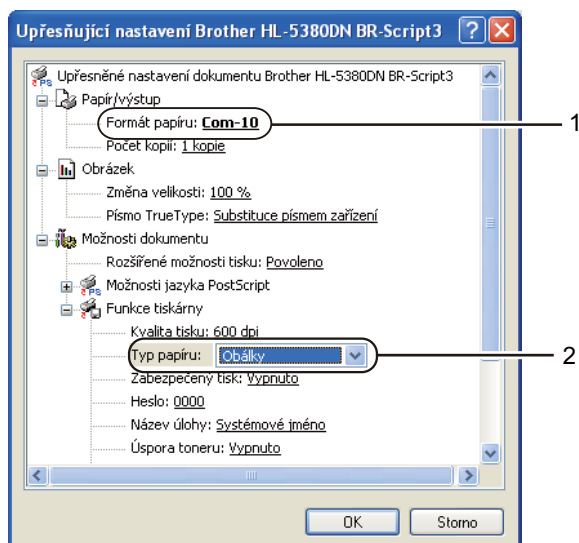 Upřesňující nastavení Brother HL-5380DN BR-Script3
Upřesněné nastavení dokumentu Brother HL-5380DN BR-Script3
Papír/výstup
Formát papíru: Com-10
1
Počet kopií: 1 kopie
Obrázek
Změna velikosti: 100 %
Písmo TrueType: Substituce písmem zařízení
Možnosti dokumentu
Rozšířené možnosti tisku: Povoleno
Možnosti jazyka PostScript
Funkce tiskárny
Kvalita tisku: 600 dpi
Typ papíru: Obálky
2
Zabezpečený tisk: Vypnuto
Heslo: 0000
Název úlohy: Systémové jméno
Úspora toneru: Vypnuto
OK
Storno